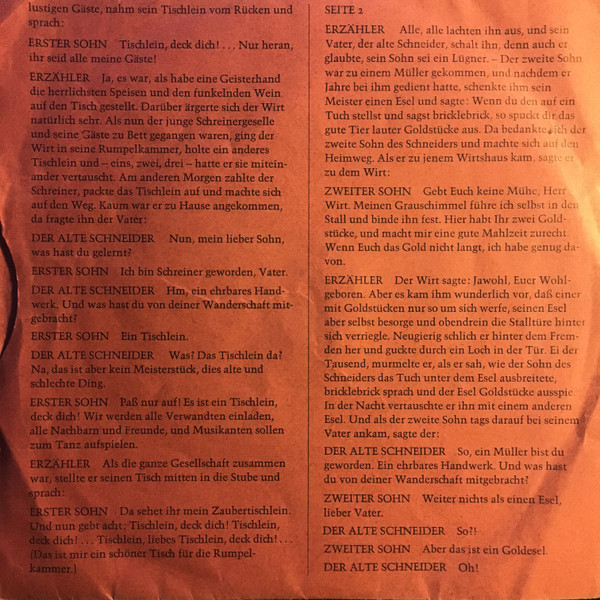 lustigen Gäste, nahm sein Tischlein vom Rücken und
sprach:
ERSTER SOHN Tischlein, deck dich! . . . Nur heran,
ihr seid alle meine Gäste!
ERZÄHLER Ja, es war, als habe eine Geisterhand
die herrlichsten Speisen und den funkelnden Wein
auf den Tisch gestellt. Darüber ärgerte sich der Wirt
natürlich sehr. Als nun der junge Schreinergeselle
und seine Gäste zu Bett gegangen waren, ging der
Wirt in seine Rumpelkammer, holte ein anderes
Tischlein und – eins, zwei, drei – hatte er sie mitein-
ander vertauscht. Am anderen Morgen zahlte der
Schreiner, packte das Tischlein auf und machte sich
auf den Weg. Kaum war er zu Hause angekommen,
da fragte ihn der Vater:
DER ALTE SCHNEIDER Nun, mein lieber Sohn,
was hast du gelernt?
ERSTER SOHN Ich bin Schreiner geworden, Vater.
DER ALTE SCHNEIDER Hm, ein ehrbares Hand-
werk. Und was hast du von deiner Wanderschaft mit-
gebracht?
ERSTER SOHN Ein Tischlein.
DER ALTE SCHNEIDER Was? Das Tischlein da?
Na, das ist aber kein Meisterstück, dies alte und
schlechte Ding.
ERSTER SOHN Paß nur auf! Es ist ein Tischlein,
deck dich! Wir werden alle Verwandten einladen,
alle Nachbarn und Freunde, und Musikanten sollen
zum Tanz aufspielen.
ERZÄHLER Als die ganze Gesellschaft zusammen
war, stellte er seinen Tisch mitten in die Stube und
sprach:
ERSTER SOHN Da sehet ihr mein Zaubertischlein.
Und nun gebt acht: Tischlein, deck dich! Tischlein,
deck dich! . . . Tischlein, liebes Tischlein, deck dich! . . .
(Das ist mir ein schöner Tisch für die Rumpel-
kammer.)
SEITE 2
ERZÄHLER Alle, alle lachten ihn aus, und sein
Vater, der alte Schneider, schalt ihn, denn auch er
glaubte, sein Sohn sei ein Lügner. – Der zweite Sohn
war zu einem Müller gekommen, und nachdem er
Jahre bei ihm gedient hatte, schenkte ihm sein
Meister einen Esel und sagte: Wenn du den auf ein
Tuch stellst und sagst bricklebrick, so spuckt dir das
gute Tier lauter Goldstücke aus. Da bedankte sich der
zweite Sohn des Schneiders und machte sich auf den
Heimweg. Als er zu jenem Wirtshaus kam, sagte er
zu dem Wirt:
ZWEITER SOHN Gebt Euch keine Mühe, Herr
Wirt. Meinen Grauschimmel führe ich selbst in den
Stall und binde ihn fest. Hier habt Ihr zwei Gold-
stücke, und macht mir eine gute Mahlzeit zurecht.
Wenn Euch das Gold nicht langt, ich habe genug da-
von.
ERZÄHLER Der Wirt sagte: Jawohl, Euer Wohl-
geboren. Aber es kam ihm wunderlich vor, daß einer
mit Goldstücken nur so um sich werfe, seinen Esel
aber selbst besorge und obendrein die Stalltüre hinter
sich verriegle. Neugierig schlich er hinter dem Frem-
den her und guckte durch ein Loch in der Tür. Ei der
Tausend, murmelte er, als er sah, wie der Sohn des
Schneiders das Tuch unter dem Esel ausbreitete,
bricklebrick sprach und der Esel Goldstücke ausspie.
In der Nacht vertauschte er ihn mit einem anderen
Esel. Und als der zweite Sohn tags darauf bei seinem
Vater ankam, sagte der:
DER ALTE SCHNEIDER So, ein Müller bist du
geworden. Ein ehrbares Handwerk. Und was hast
du von deiner Wanderschaft mitgebracht?
ZWEITER SOHN Weiter nichts als einen Esel,
lieber Vater.
DER ALTE SCHNEIDER So?!
ZWEITER SOHN Aber das ist ein Goldesel.
DER ALTE SCHNEIDER Oh!